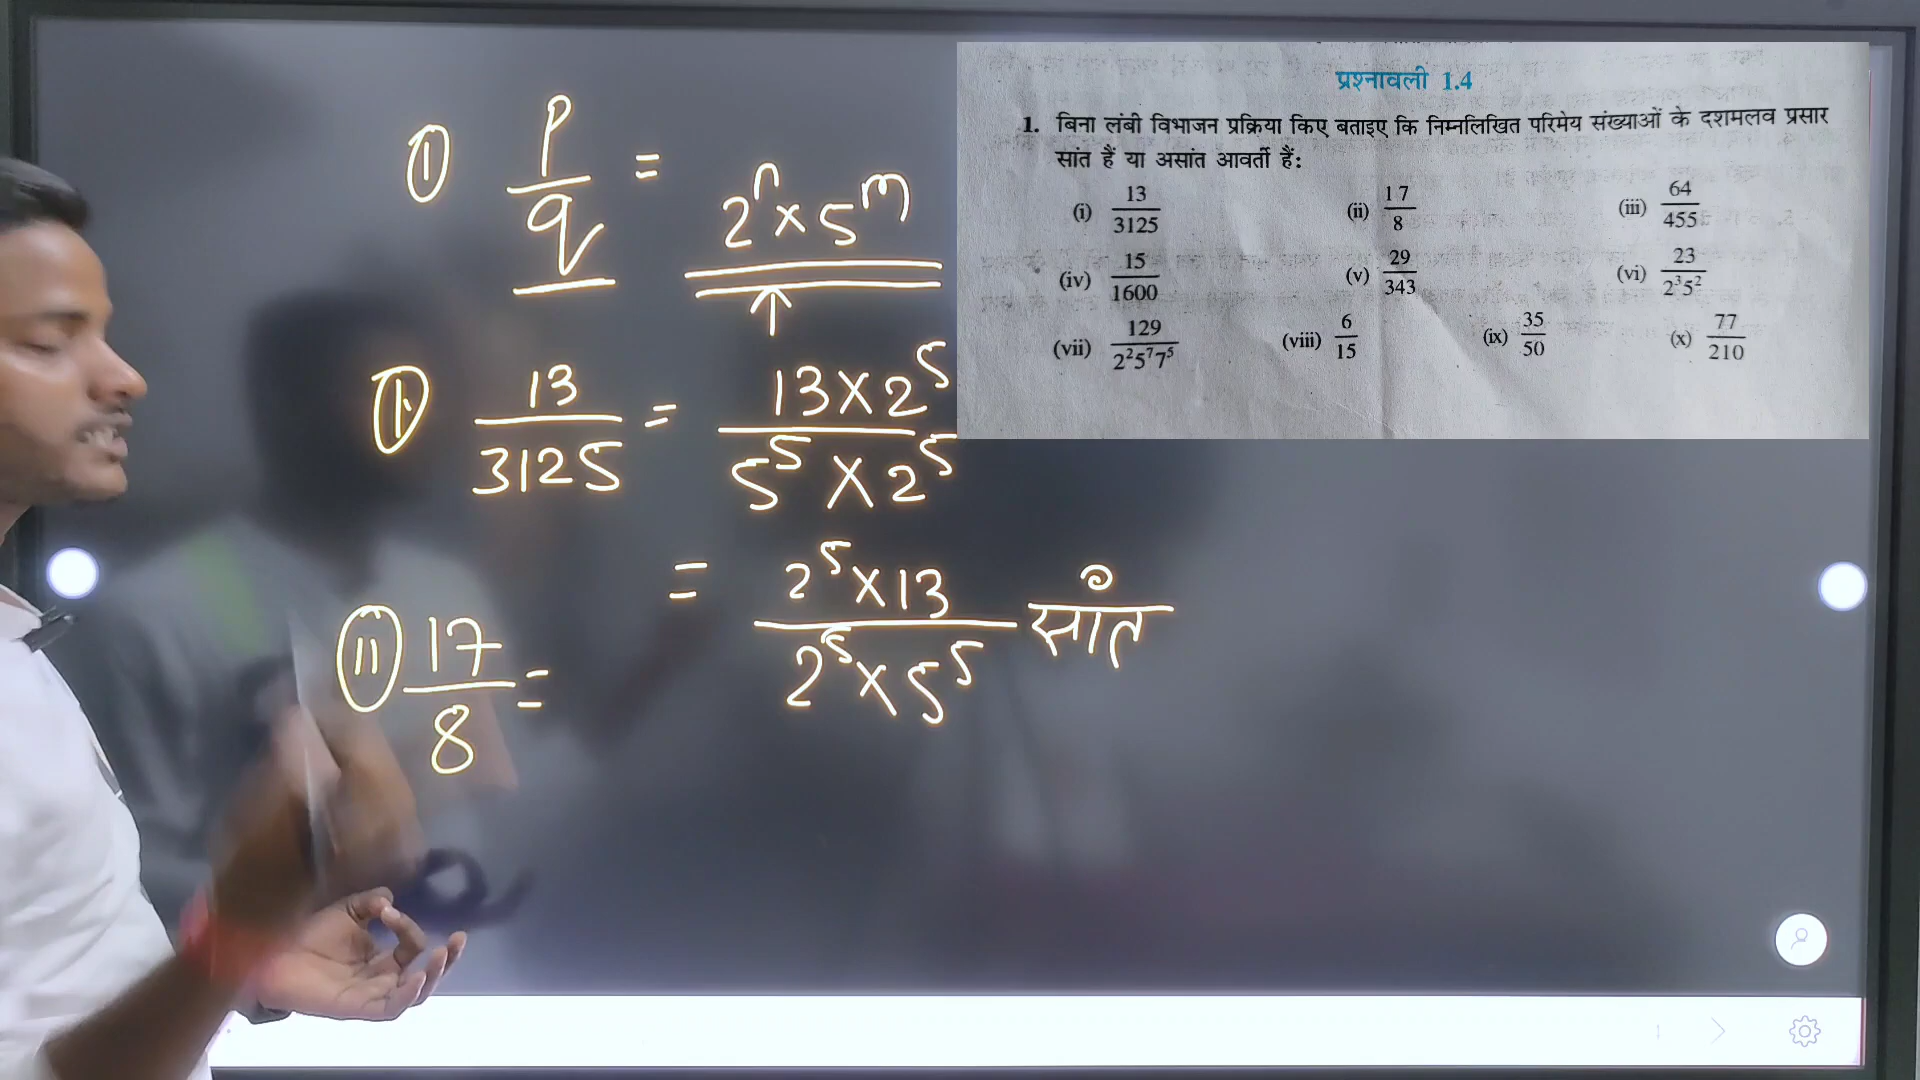 प्रश्नावली 1.4
1. बिना लंबी विभाजन प्रक्रिया किए बताइए कि निम्नलिखित परिमेय संख्याओं के दशमलव प्रसार
सांत हैं या असांत आवर्ती हैं:
(i) 13/3125 (ii) 17/8 (iii) 64/455
(iv) 15/1600 (v) 29/343 (vi) 23/2³5²
(vii) 129/2²5⁷7⁵ (viii) 6/15 (ix) 35/50 (x) 77/210
(I) p/q = 2ⁿ × 5ᵐ
13/3125 = 13×2⁵/5⁵×2⁵
= 2⁵×13/2⁵×5⁵ सांत
(II) 17/8 =